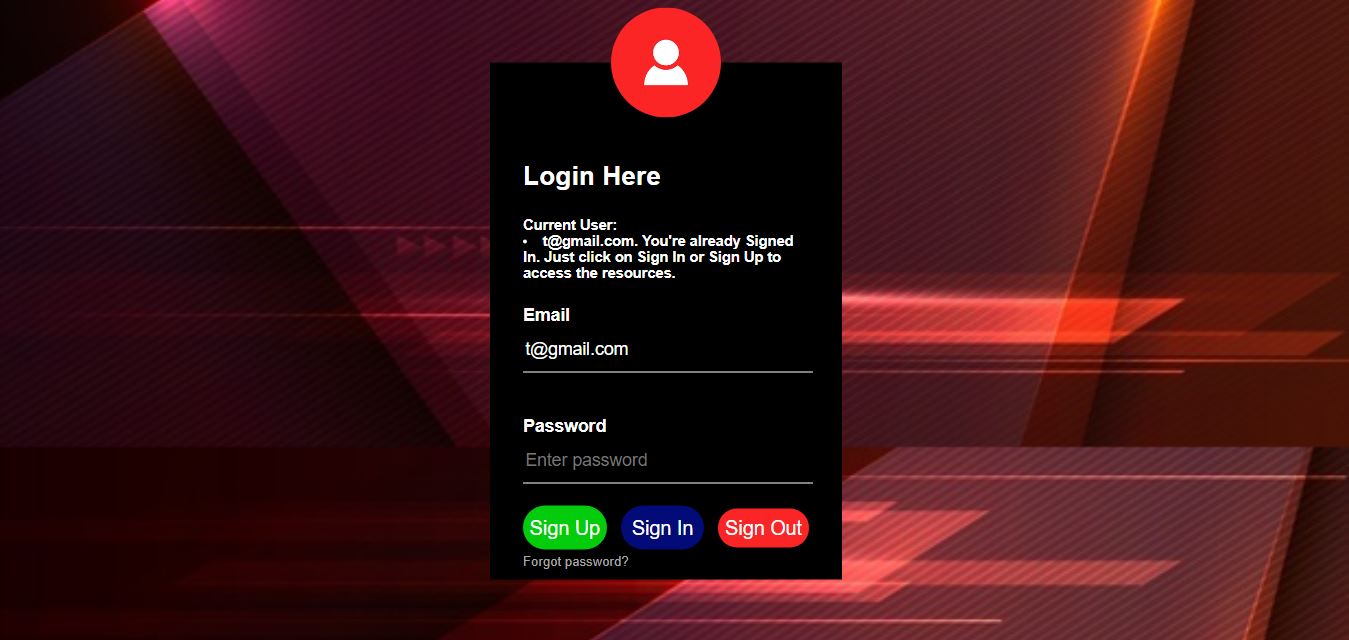 Login Here
Current User:
• t@gmail.com. You're already Signed
In. Just click on Sign In or Sign Up to
access the resources.
Email
t@gmail.com
Password
Enter password
Sign Up Sign In Sign Out
Forgot password?